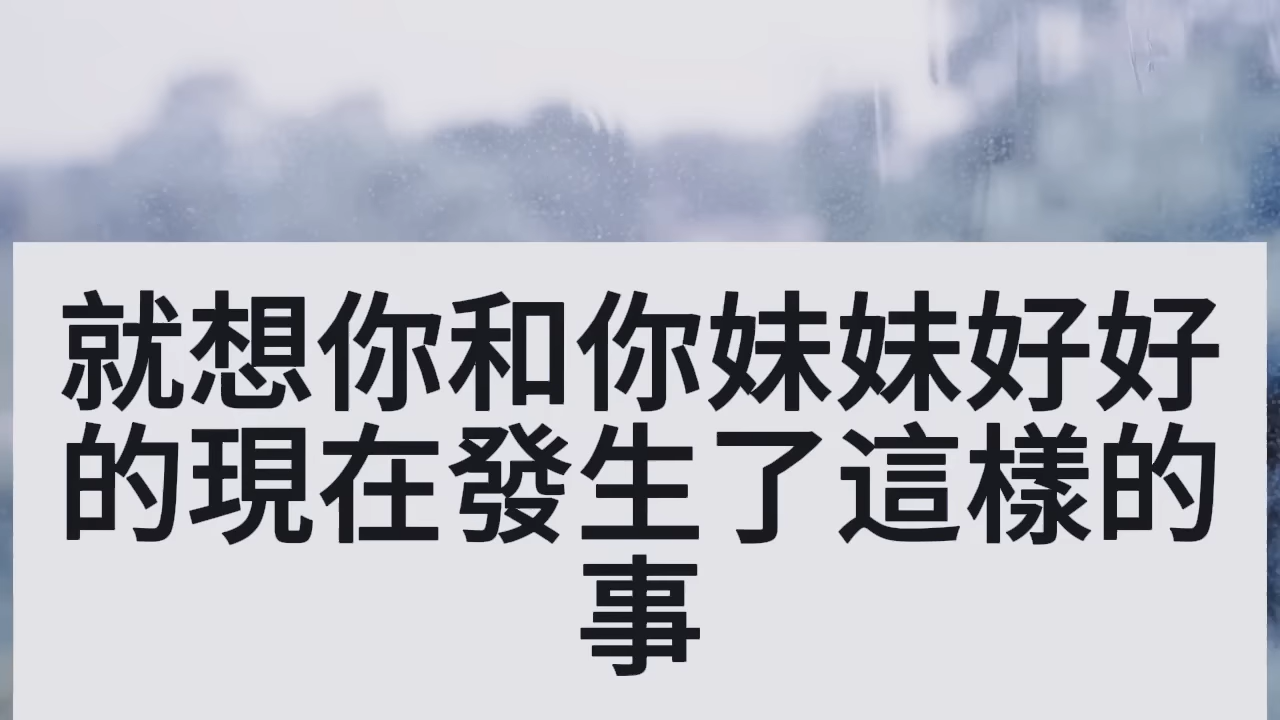 就想你和你妹妹好好
的現在發生了這樣的
事